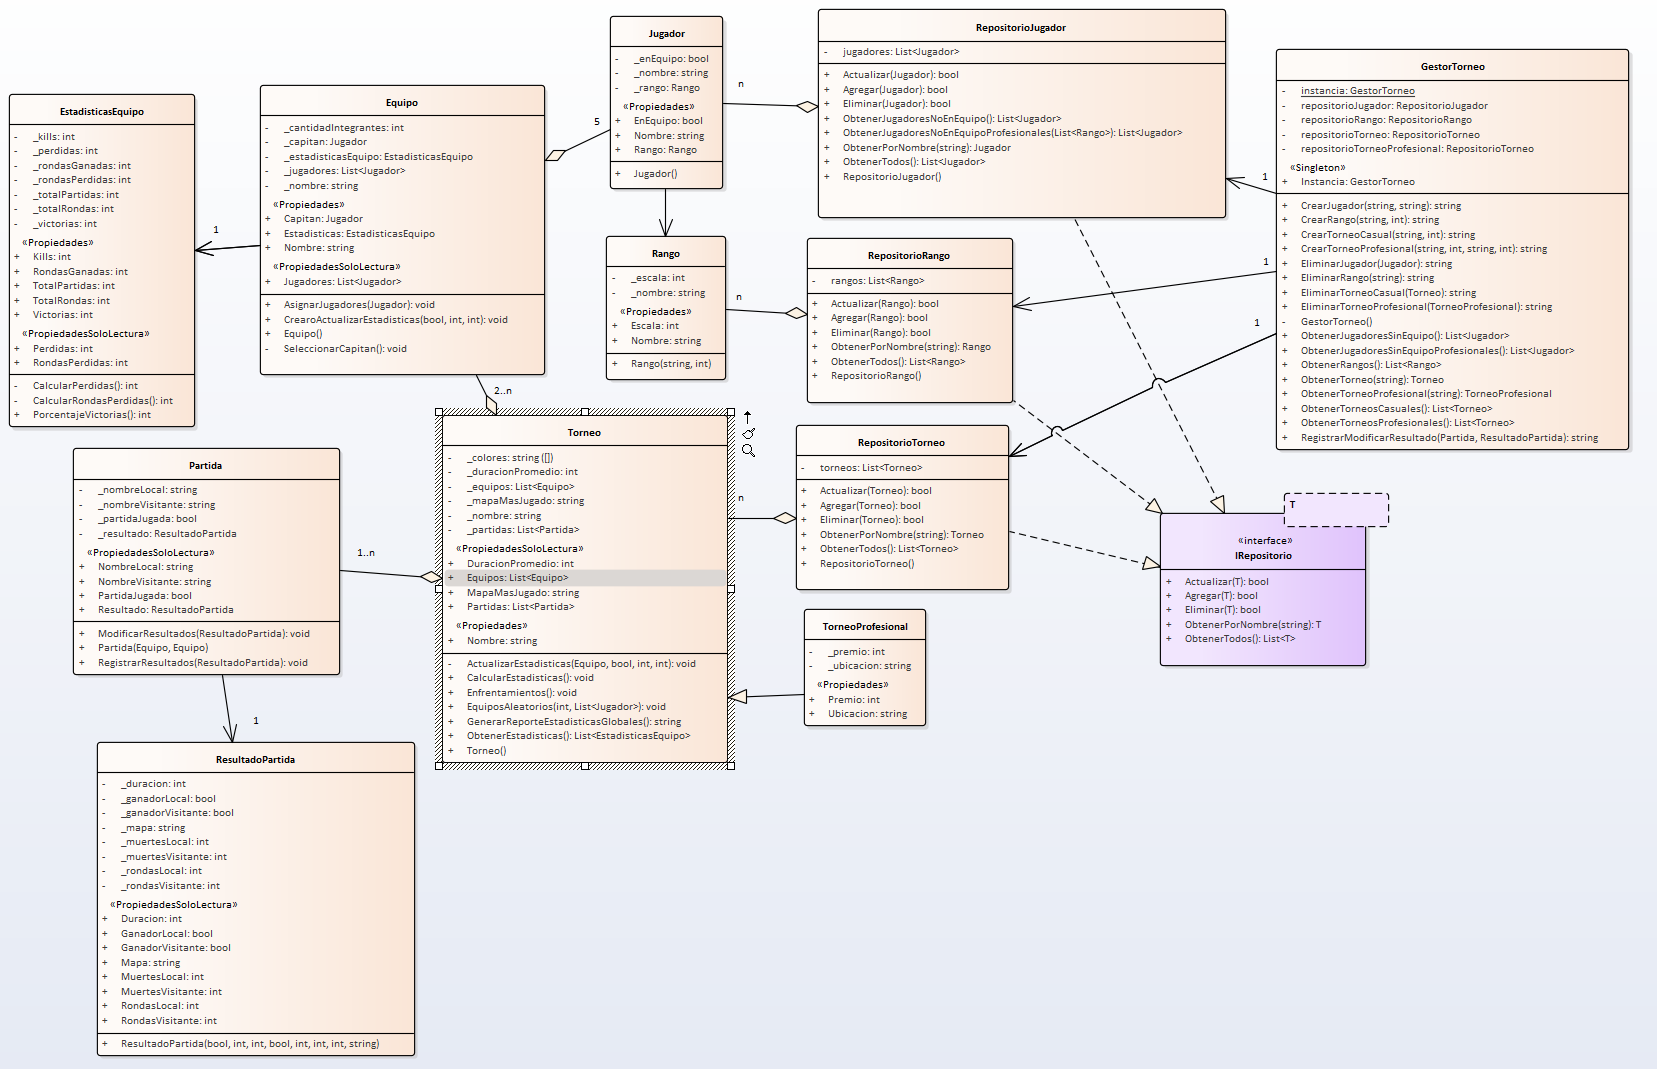 EstadisticasEquipo
- _kills: int
- _perdidas: int
- _rondasGanadas: int
- _rondasPerdidas: int
- _totalPartidas: int
- _totalRondas: int
- _victorias: int
«Propiedades»
+ Kills: int
+ RondasGanadas: int
+ TotalPartidas: int
+ TotalRondas: int
+ Victorias: int
«PropiedadesSoloLectura»
+ Perdidas: int
+ RondasPerdidas: int
- CalcularPerdidas(): int
- CalcularRondasPerdidas(): int
+ PorcentajeVictorias(): int
1
Equipo
- _cantidadIntegrantes: int
- _capitan: Jugador
- _estadisticasEquipo: EstadisticasEquipo
- _jugadores: List<Jugador>
- _nombre: string
«Propiedades»
+ Capitan: Jugador
+ Estadisticas: EstadisticasEquipo
+ Nombre: string
«PropiedadesSoloLectura»
+ Jugadores: List<Jugador>
+ AsignarJugadores(Jugador): void
+ CrearoActualizarEstadisticas(bool, int, int): void
+ Equipo()
- SeleccionarCapitan(): void
5
2..n
Jugador
- _enEquipo: bool
- _nombre: string
- _rango: Rango
«Propiedades»
+ EnEquipo: bool
+ Nombre: string
+ Rango: Rango
+ Jugador()
n
Rango
- _escala: int
- _nombre: string
«Propiedades»
+ Escala: int
+ Nombre: string
+ Rango(string, int)
n
RepositorioJugador
- jugadores: List<Jugador>
+ Actualizar(Jugador): bool
+ Agregar(Jugador): bool
+ Eliminar(Jugador): bool
+ ObtenerJugadoresNoEnEquipo(): List<Jugador>
+ ObtenerJugadoresNoEnEquipoProfesionales(List<Rango>): List<Jugador>
+ ObtenerPorNombre(string): Jugador
+ ObtenerTodos(): List<Jugador>
+ RepositorioJugador()
1
RepositorioRango
- rangos: List<Rango>
+ Actualizar(Rango): bool
+ Agregar(Rango): bool
+ Eliminar(Rango): bool
+ ObtenerPorNombre(string): Rango
+ ObtenerTodos(): List<Rango>
+ RepositorioRango()
1
1
GestorTorneo
- instancia: GestorTorneo
- repositorioJugador: RepositorioJugador
- repositorioRango: RepositorioRango
- repositorioTorneo: RepositorioTorneo
- repositorioTorneoProfesional: RepositorioTorneo
«Singleton»
+ Instancia: GestorTorneo
+ CrearJugador(string, string): string
+ CrearRango(string, int): string
+ CrearTorneoCasual(string, int): string
+ CrearTorneoProfesional(string, int, string, int): string
+ EliminarJugador(Jugador): string
+ EliminarRango(string): string
+ EliminarTorneoCasual(Torneo): string
+ EliminarTorneoProfesional(TorneoProfesional): string
- GestorTorneo()
+ ObtenerJugadoresSinEquipo(): List<Jugador>
+ ObtenerJugadoresSinEquipoProfesionales(): List<Jugador>
+ ObtenerRangos(): List<Rango>
+ ObtenerTorneo(string): Torneo
+ ObtenerTorneoProfesional(string): TorneoProfesional
+ ObtenerTorneosCasuales(): List<Torneo>
+ ObtenerTorneosProfesionales(): List<Torneo>
+ RegistrarModificarResultado(Partida, ResultadoPartida): string
Partida
- _nombreLocal: string
- _nombreVisitante: string
- _partidaJugada: bool
- _resultado: ResultadoPartida
«PropiedadesSoloLectura»
+ NombreLocal: string
+ NombreVisitante: string
+ PartidaJugada: bool
+ Resultado: ResultadoPartida
+ ModificarResultados(ResultadoPartida): void
+ Partida(Equipo, Equipo)
+ RegistrarResultados(ResultadoPartida): void
1..n
1
Torneo
- _colores: string ([])
- _duracionPromedio: int
- _equipos: List<Equipo>
- _mapaMasJugado: string
- _nombre: string
- _partidas: List<Partida>
«PropiedadesSoloLectura»
+ DuracionPromedio: int
+ Equipos: List<Equipo>
+ MapaMasJugado: string
+ Partidas: List<Partida>
«Propiedades»
+ Nombre: string
- ActualizarEstadisticas(Equipo, bool, int, int): void
+ CalcularEstadisticas(): void
+ Enfrentamientos(): void
+ EquiposAleatorios(int, List<Jugador>): void
+ GenerarReporteEstadisticasGlobales(): string
+ ObtenerEstadisticas(): List<EstadisticasEquipo>
+ Torneo()
n
RepositorioTorneo
- torneos: List<Torneo>
+ Actualizar(Torneo): bool
+ Agregar(Torneo): bool
+ Eliminar(Torneo): bool
+ ObtenerPorNombre(string): Torneo
+ ObtenerTodos(): List<Torneo>
+ RepositorioTorneo()
TorneoProfesional
- _premio: int
- _ubicacion: string
«Propiedades»
+ Premio: int
+ Ubicacion: string
T
«interface»
IRepositorio
+ Actualizar(T): bool
+ Agregar(T): bool
+ Eliminar(T): bool
+ ObtenerPorNombre(string): T
+ ObtenerTodos(): List<T>
ResultadoPartida
- _duracion: int
- _ganadorLocal: bool
- _ganadorVisitante: bool
- _mapa: string
- _muertesLocal: int
- _muertesVisitante: int
- _rondasLocal: int
- _rondasVisitante: int
«PropiedadesSoloLectura»
+ Duracion: int
+ GanadorLocal: bool
+ GanadorVisitante: bool
+ Mapa: string
+ MuertesLocal: int
+ MuertesVisitante: int
+ RondasLocal: int
+ RondasVisitante: int
+ ResultadoPartida(bool, int, int, bool, int, int, int, string)